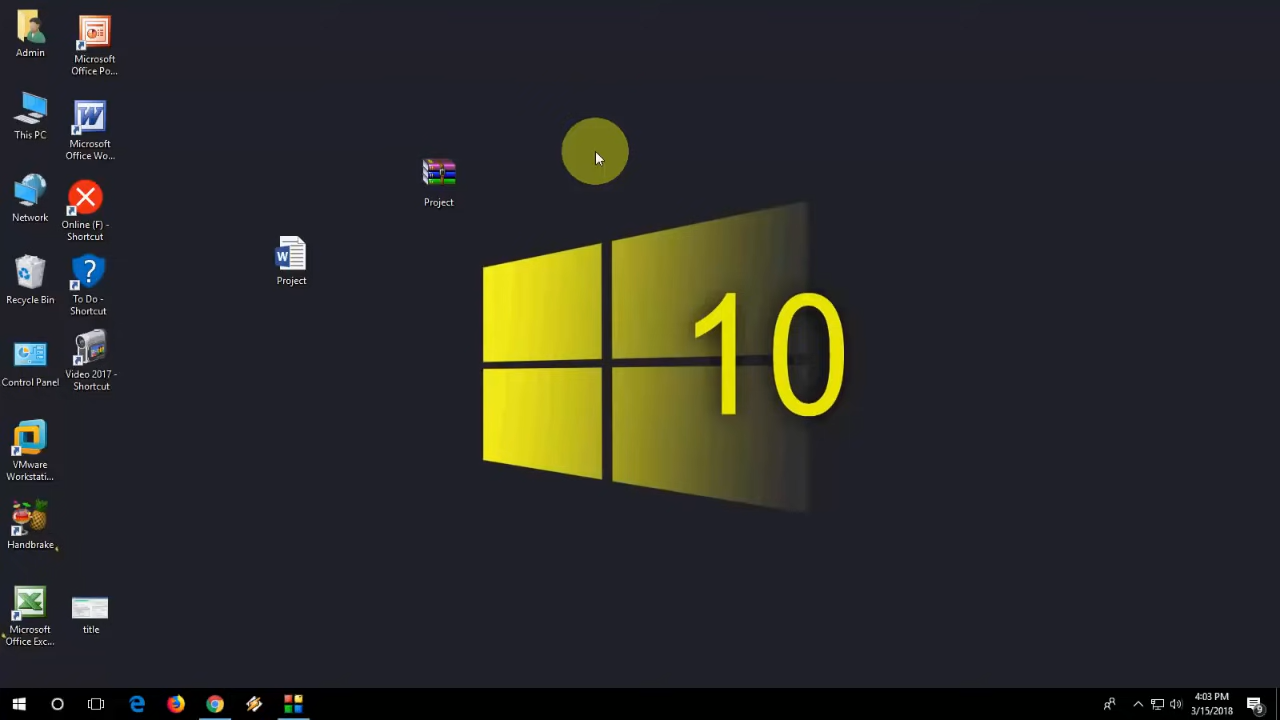 Admin
Microsoft
Office Po...
This PC
Microsoft
Office Wo...
Network
Online (F) -
Shortcut
Recycle Bin
To Do -
Shortcut
Control Panel
Video 2017 -
Shortcut
VMware
Workstati...
Handbrake
Microsoft
Office Exc...
title
Project
Project
10
4:03 PM
3/15/2018
9